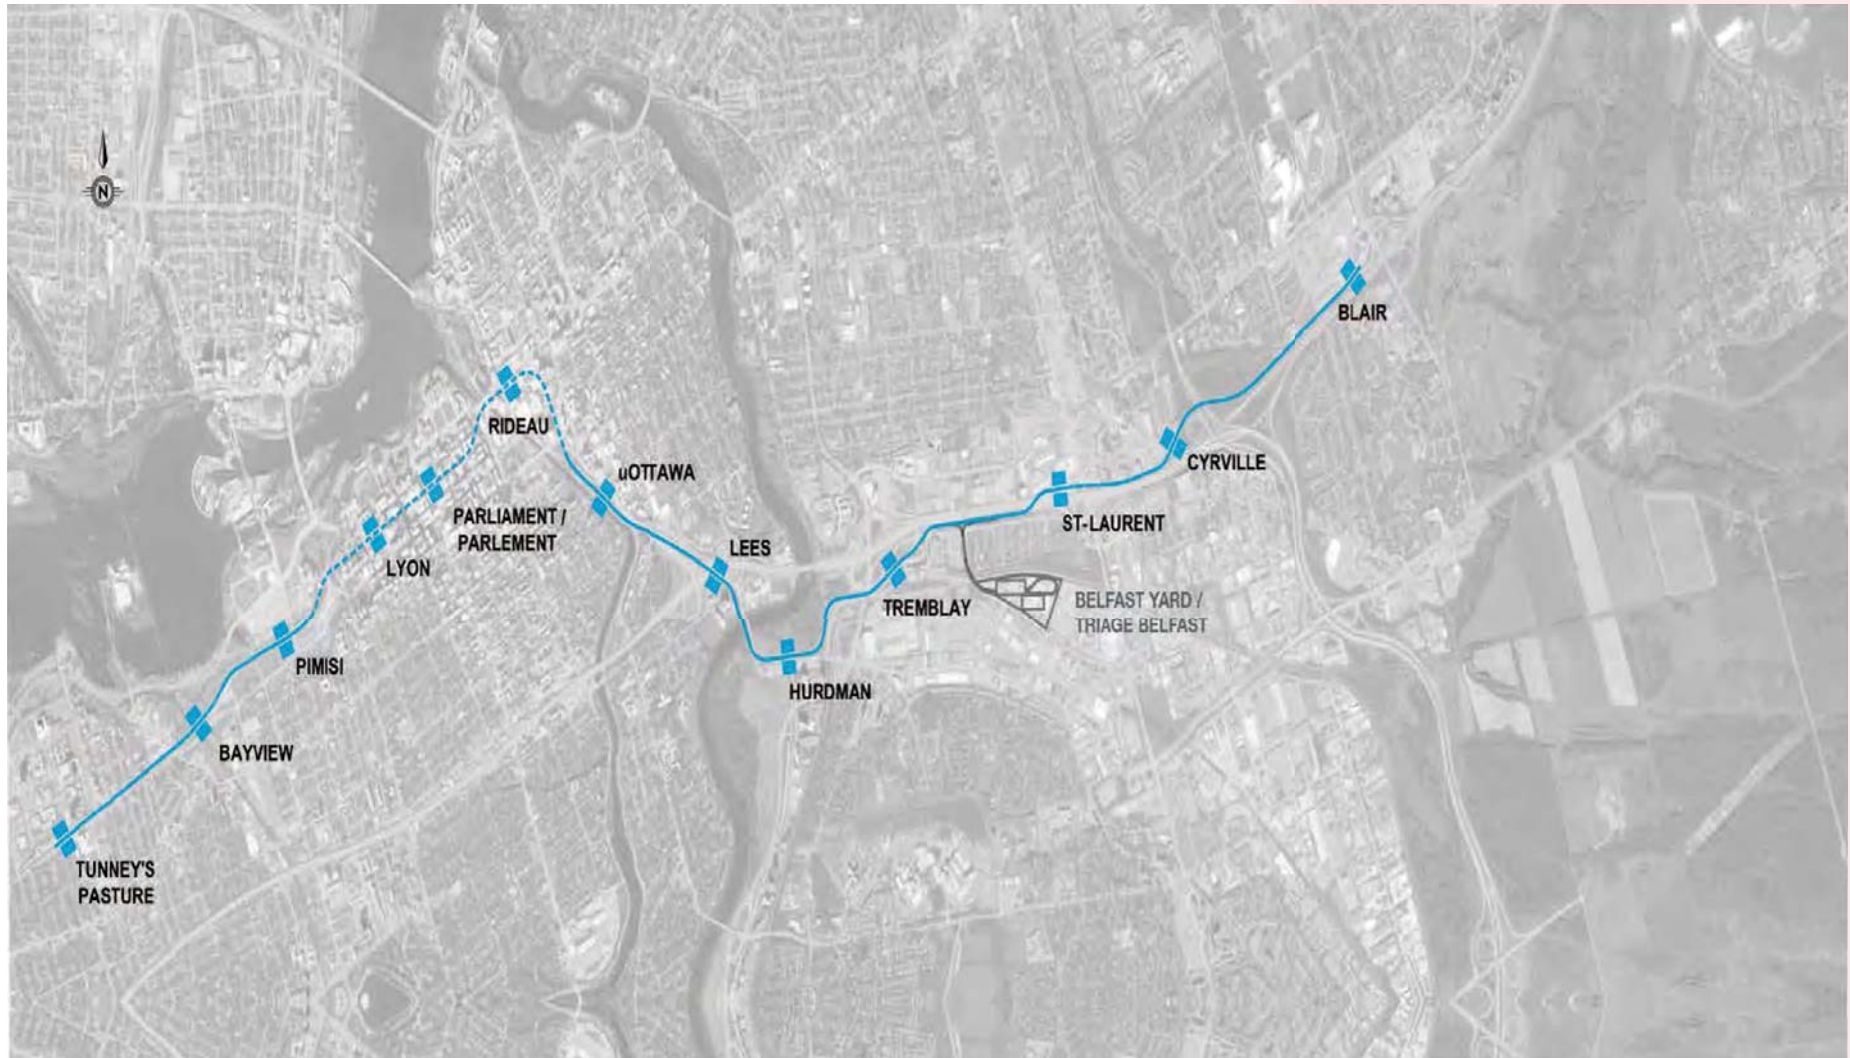 N
BLAIR
RIDEAU
CYRVILLE
uOTTAWA
PARLIAMENT /
PARLEMENT
ST-LAURENT
LEES
LYON
TREMBLAY
BELFAST YARD /
TRIAGE BELFAST
PIMISI
HURDMAN
BAYVIEW
TUNNEY'S
PASTURE